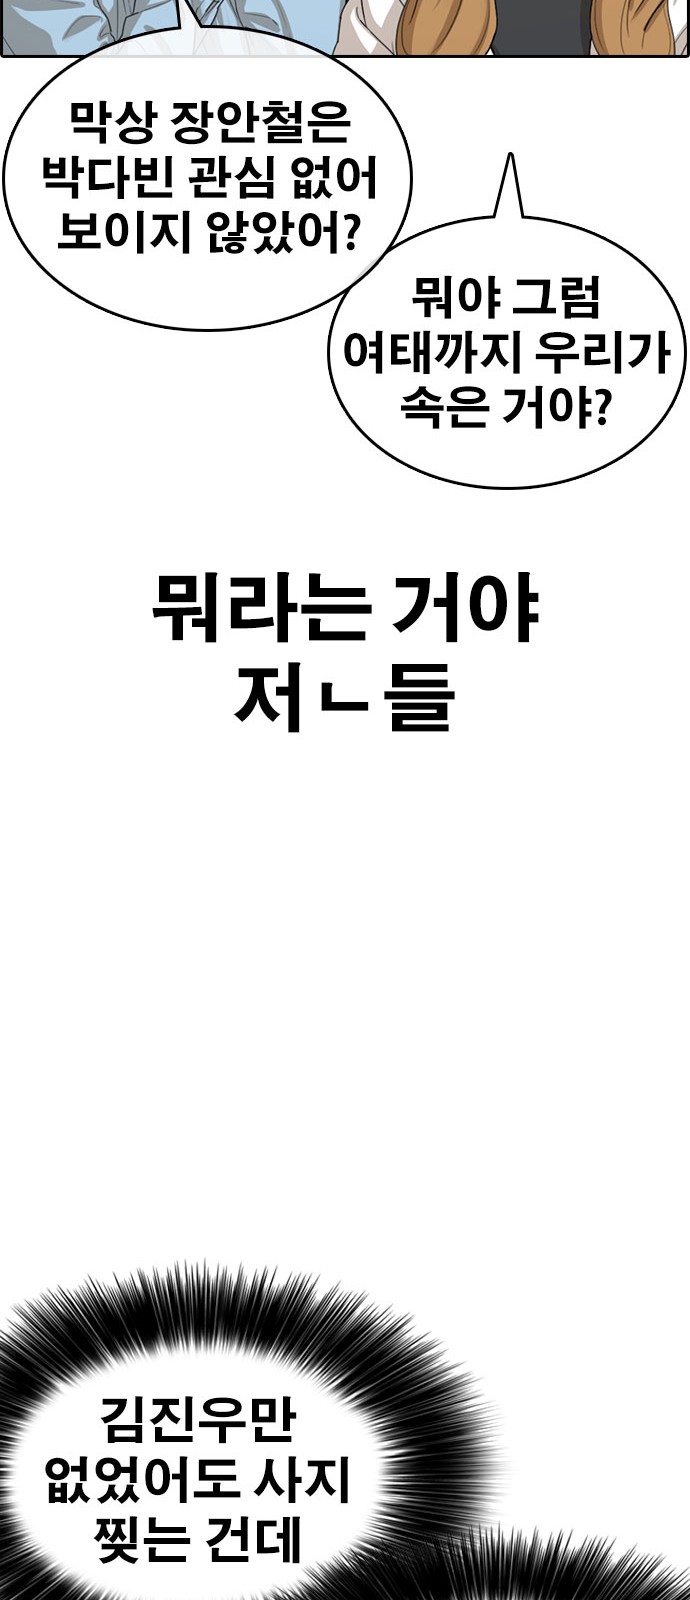 막상 장안철은
박다빈 관심 없어
보이지 않았어?
뭐야 그럼
여태까지 우리가
속은 거야?
뭐라는 거야
저ㄴ들
김진우만
없었어도 사지
찢는 건데